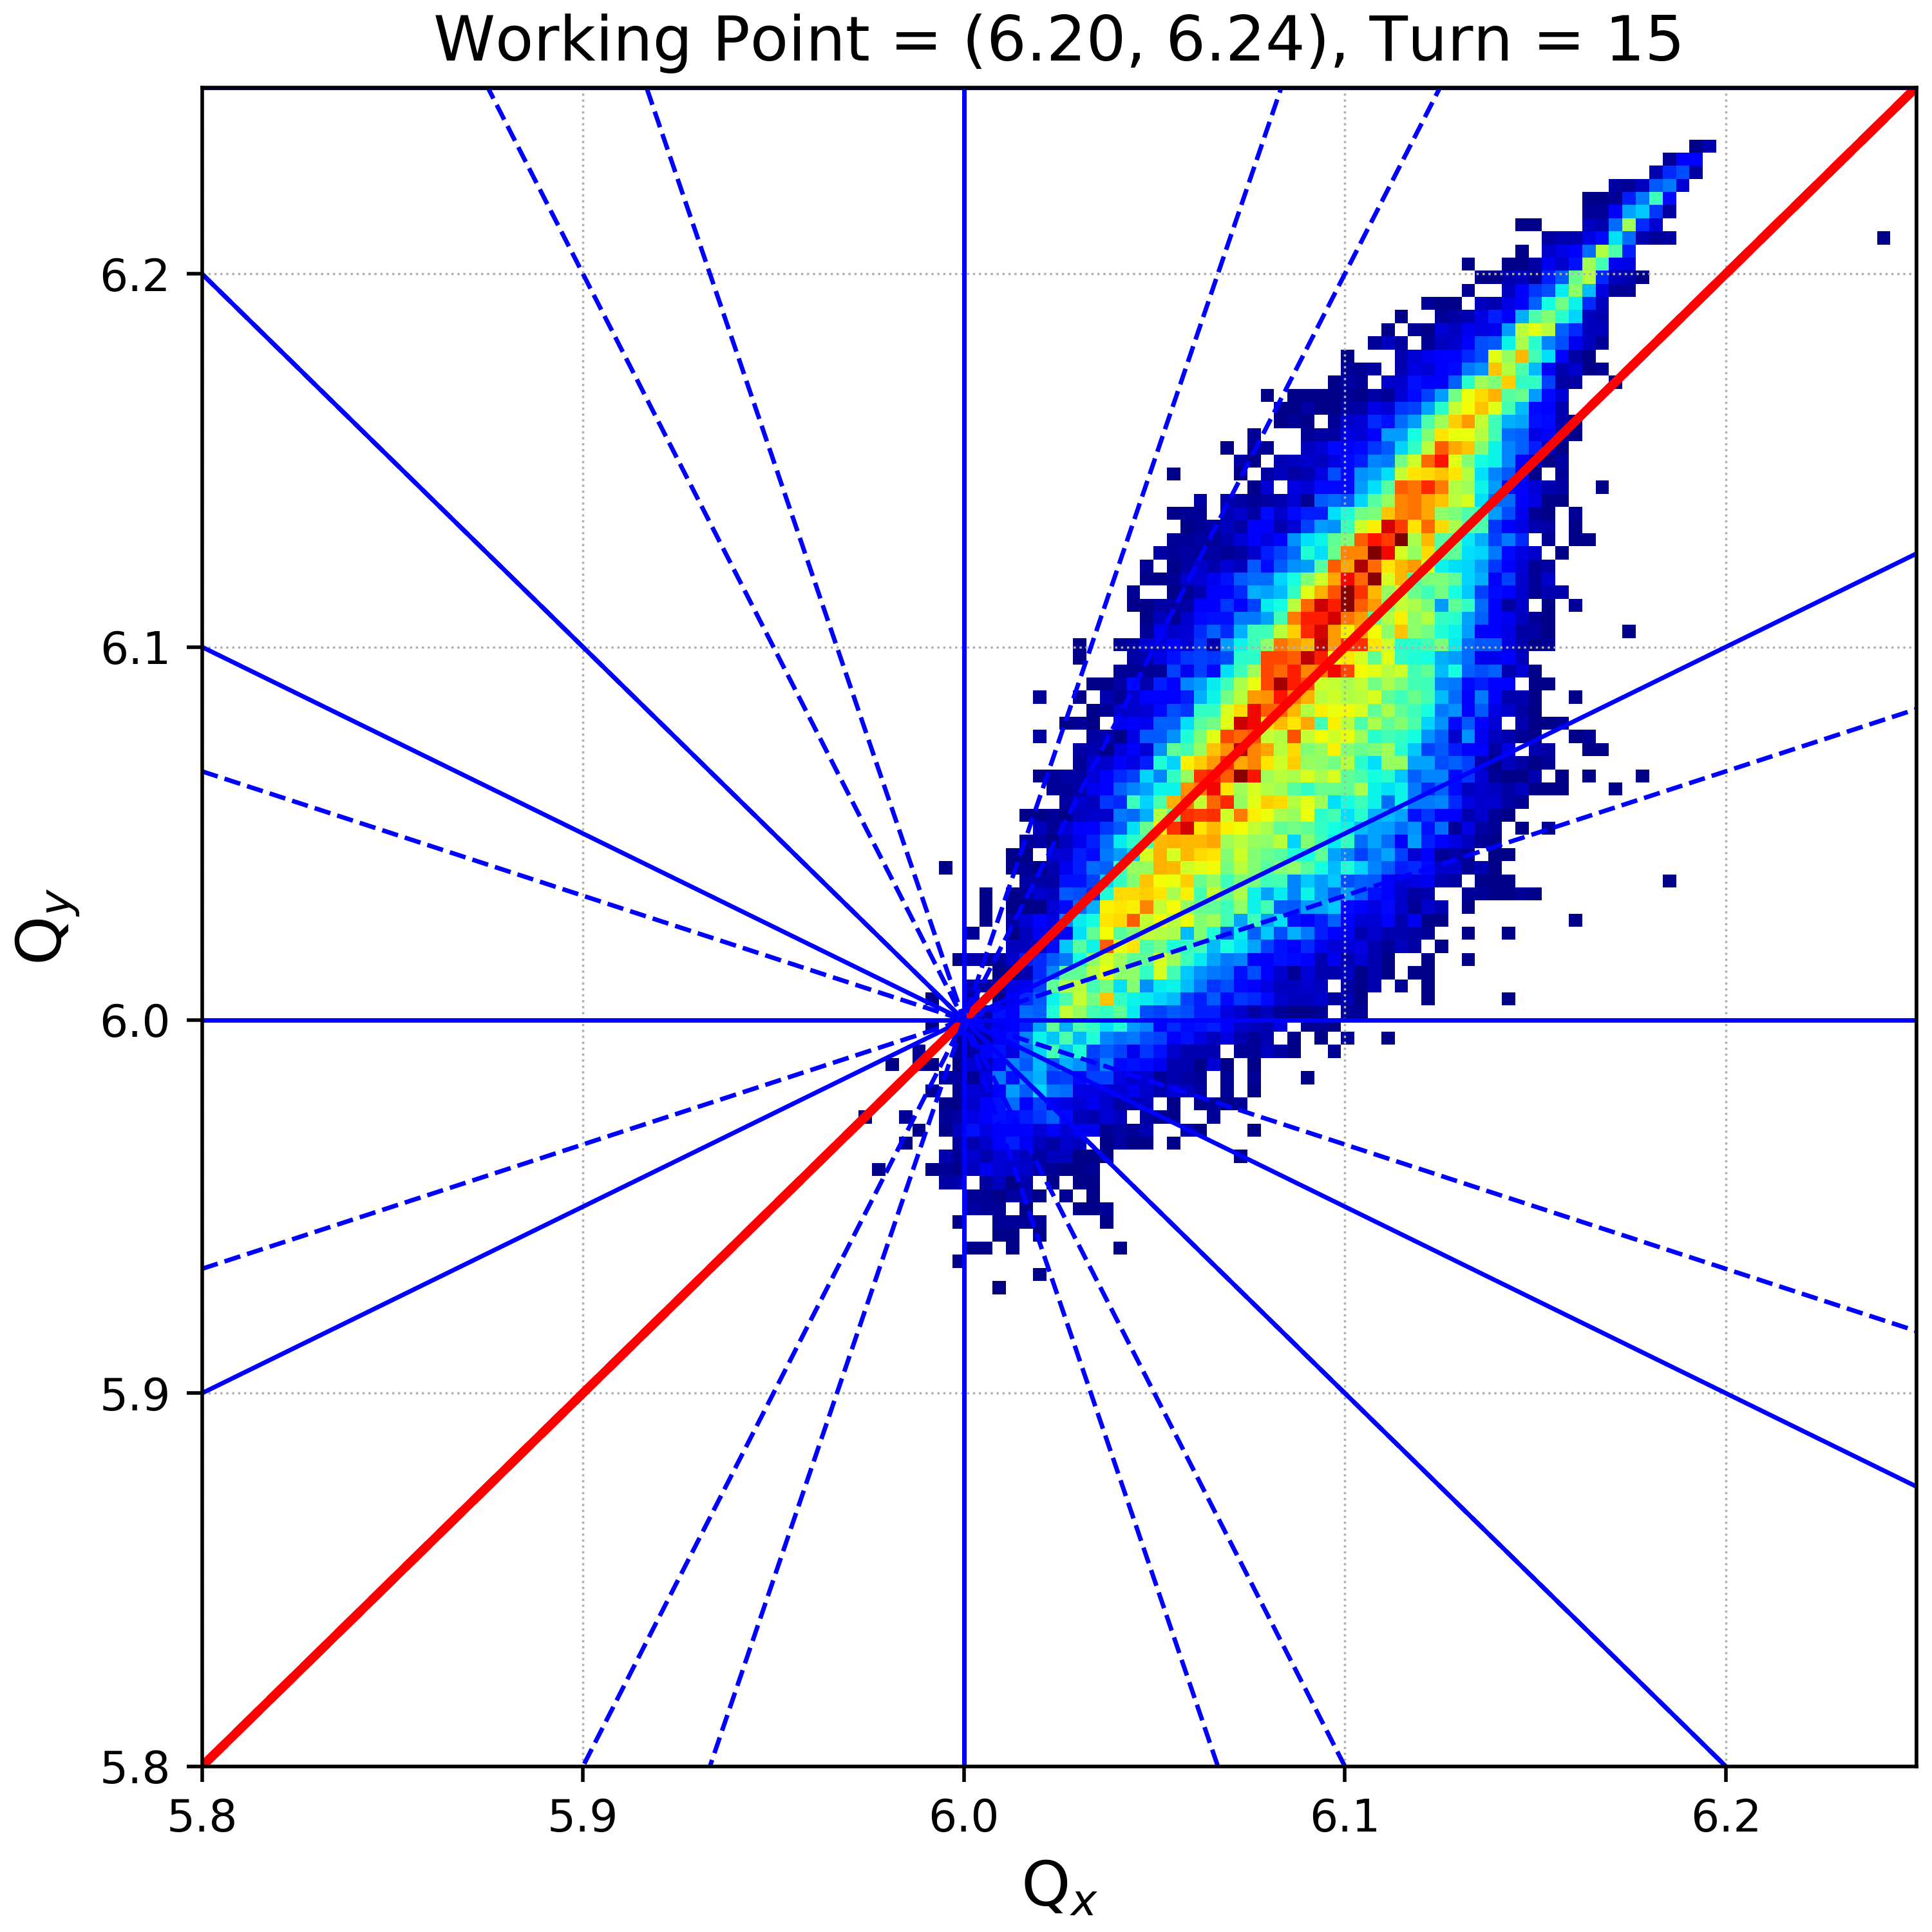 Working Point = (6.20, 6.24), Turn = 15
6.2
6.1
6.0
5.9
5.8
Qy
5.8 5.9 6.0 6.1 6.2
Qx